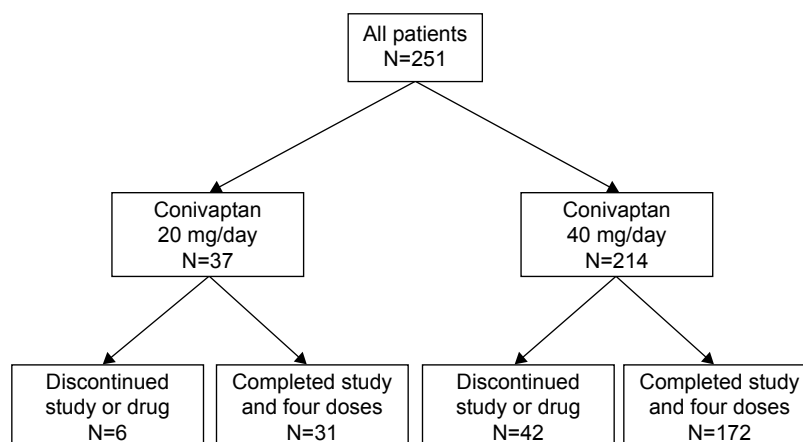 All patients
N=251
Conivaptan
20 mg/day
N=37
Conivaptan
40 mg/day
N=214
Discontinued
study or drug
N=6
Completed study
and four doses
N=31
Discontinued
study or drug
N=42
Completed study
and four doses
N=172